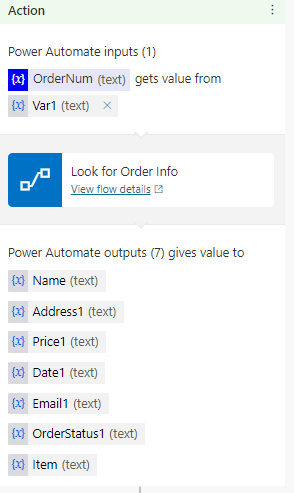 Action
Power Automate inputs (1)
{x} OrderNum (text) gets value from
{x} Var1 (text) ×
Look for Order Info
View flow details
Power Automate outputs (7) gives value to
{x} Name (text)
{x} Address1 (text)
{x} Price1 (text)
{x} Date1 (text)
{x} Email1 (text)
{x} OrderStatus1 (text)
{x} Item (text)